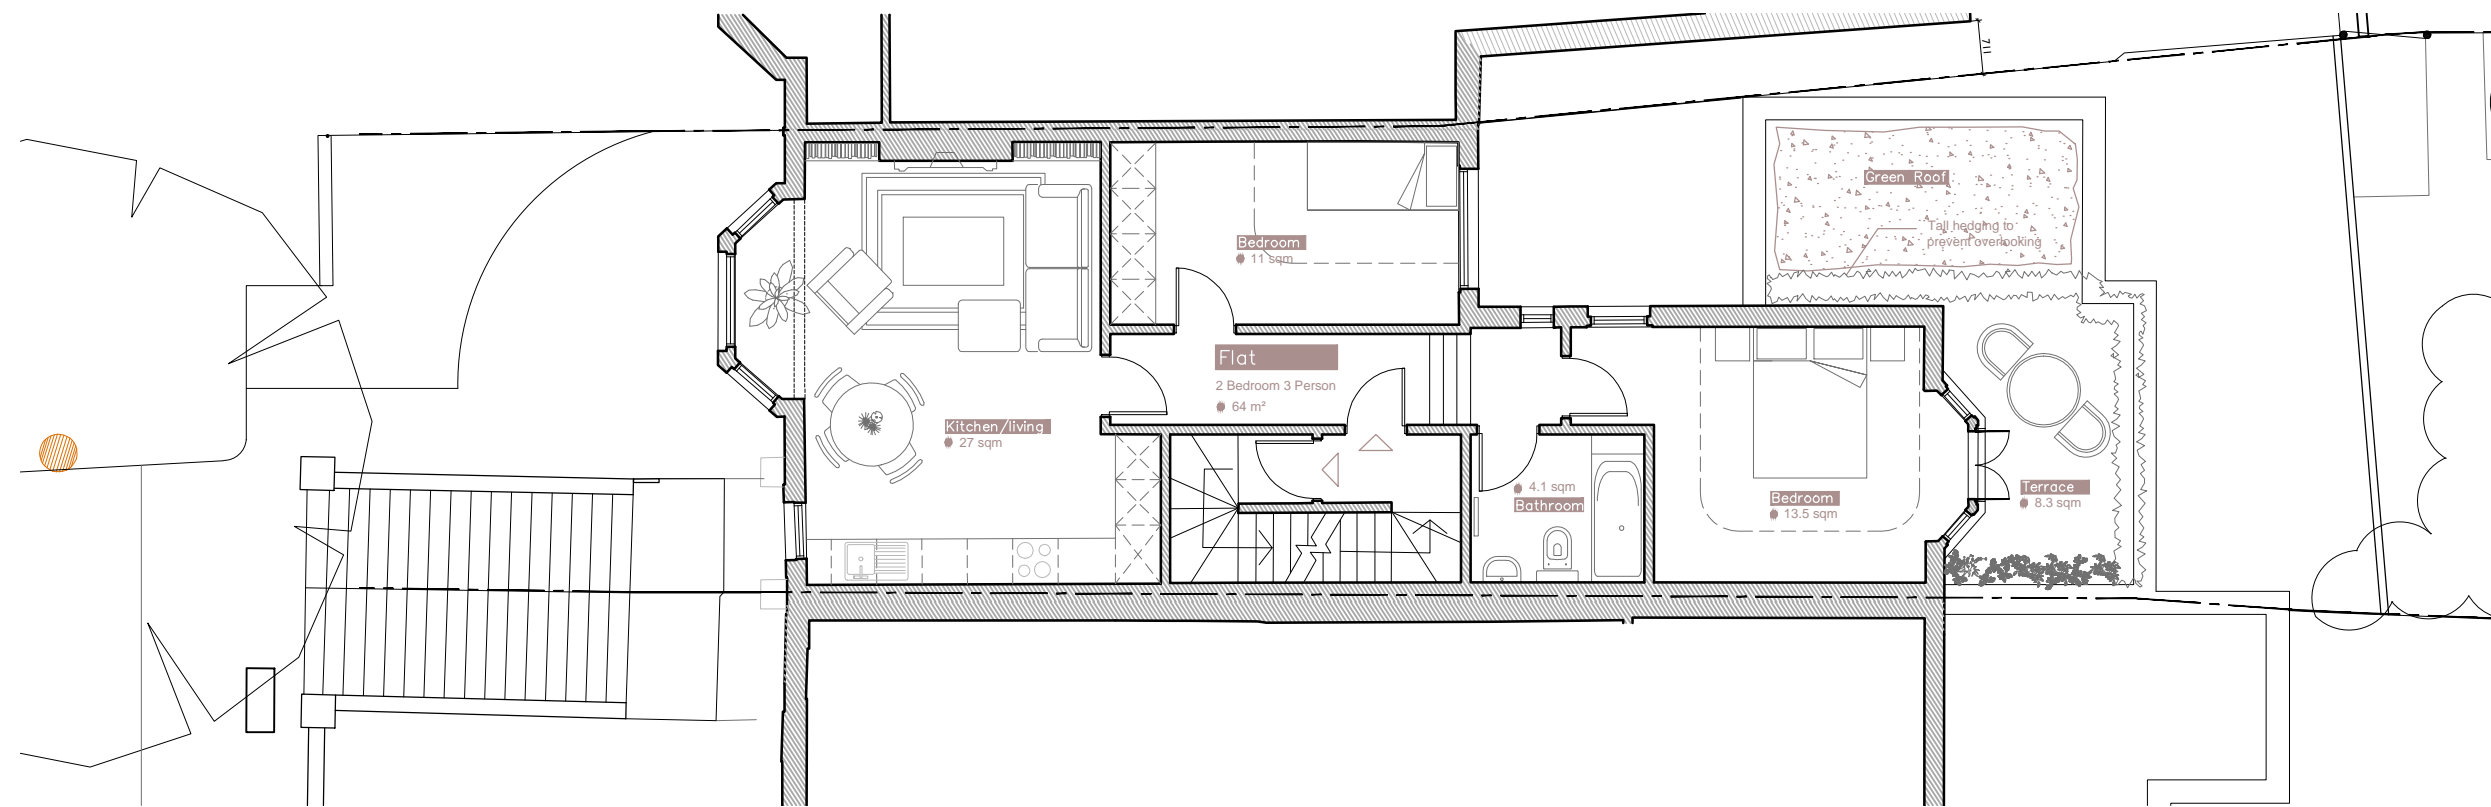 711
Green Roof
Tall hedging to
prevent overlooking
Bedroom
11 sqm
Flat
2 Bedroom 3 Person
64 m²
Kitchen/living
27 sqm
4.1 sqm
Bathroom
Bedroom
13.5 sqm
Terrace
8.3 sqm